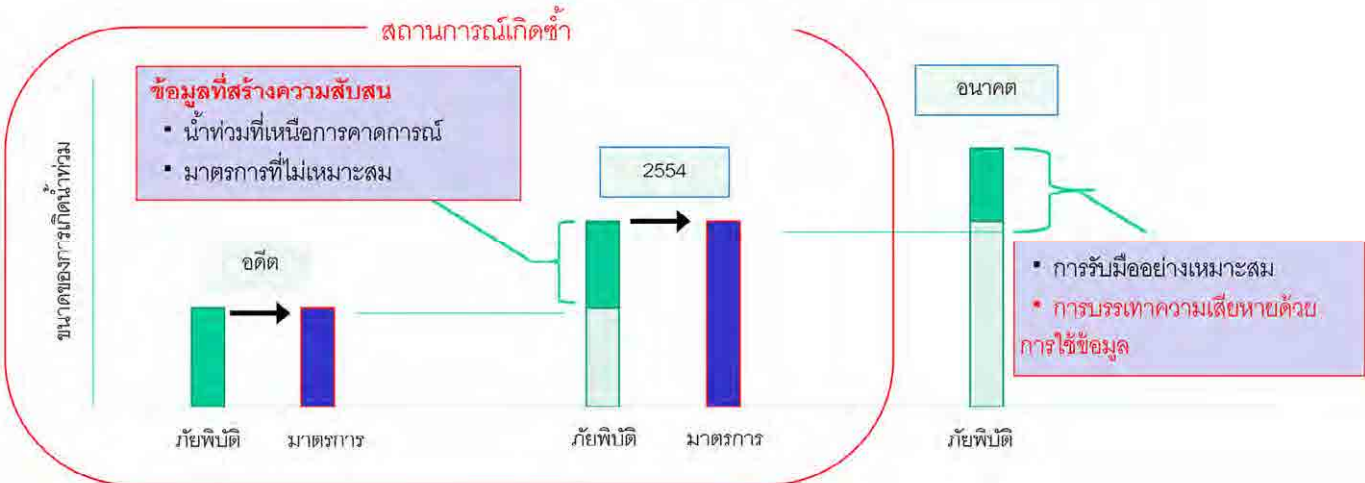 สถานการณ์เกิดซ้ำ
ข้อมูลที่สร้างความสับสน
▪ น้ำท่วมที่เหนือการคาดการณ์
▪ มาตรการที่ไม่เหมาะสม
อนาคต
2554
ขนาดของการเกิดน้ำท่วม
อดีต
▪ การรับมืออย่างเหมาะสม
▪ การบรรเทาความเสียหายด้วย
การใช้ข้อมูล
ภัยพิบัติ
มาตรการ
ภัยพิบัติ
มาตรการ
ภัยพิบัติ